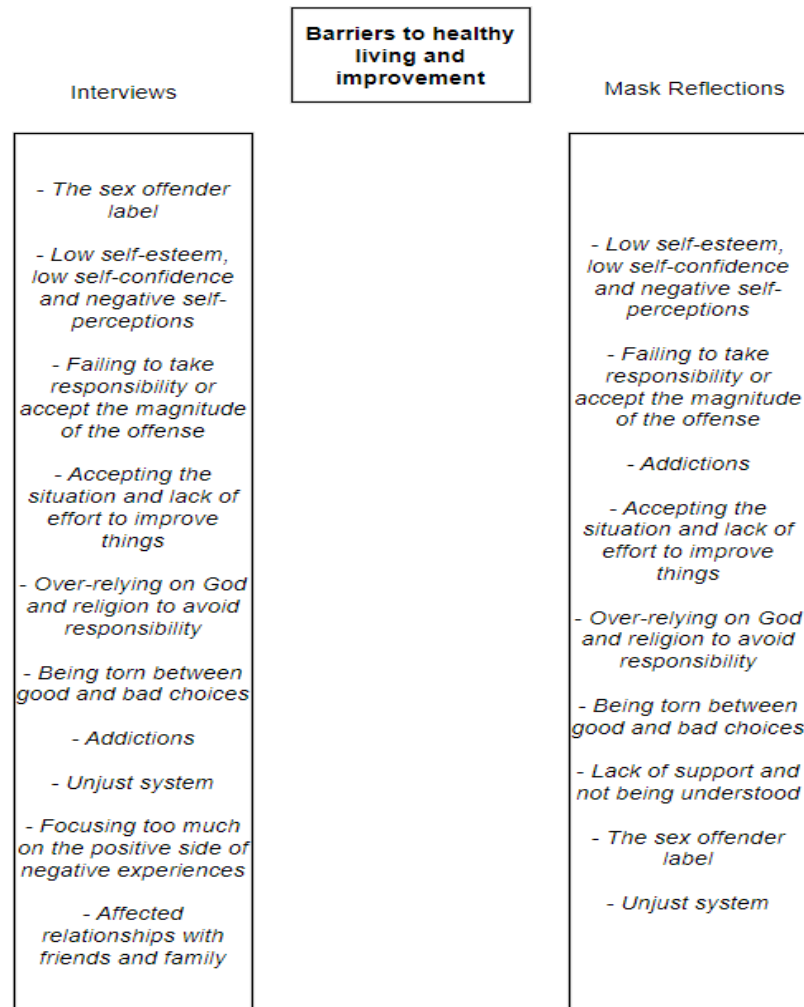 Barriers to healthy
living and
improvement
Interviews
- The sex offender
label
- Low self-esteem,
low self-confidence
and negative self-
perceptions
- Failing to take
responsibility or
accept the magnitude
of the offense
- Accepting the
situation and lack of
effort to improve
things
- Over-relying on God
and religion to avoid
responsibility
- Being torn between
good and bad choices
- Addictions
- Unjust system
- Focusing too much
on the positive side of
negative experiences
- Affected
relationships with
friends and family
Mask Reflections
- Low self-esteem,
low self-confidence
and negative self-
perceptions
- Failing to take
responsibility or
accept the magnitude
of the offense
- Addictions
- Accepting the
situation and lack of
effort to improve
things
- Over-relying on God
and religion to avoid
responsibility
- Being torn between
good and bad choices
- Lack of support and
not being understood
- The sex offender
label
- Unjust system